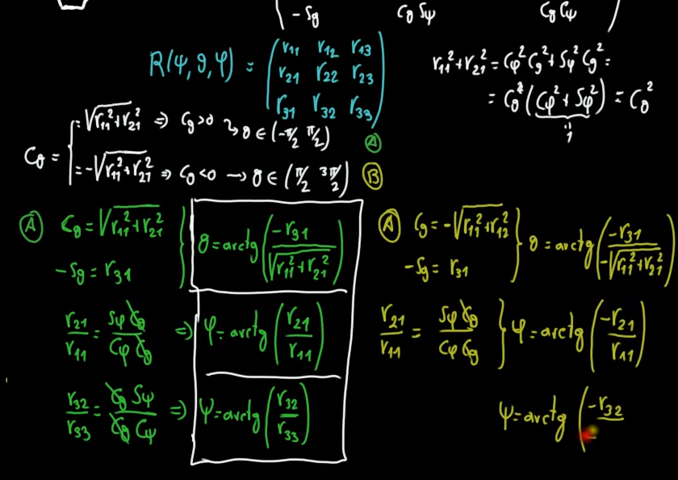 -Sϑ CϑSψ CϑCψ
R(ψ,ϑ,φ) = ( r11 r12 r13
r21 r22 r23
r31 r32 r33 )
r11² + r21² = Cφ²Cϑ² + Sφ²Cϑ² =
= Cϑ²(Cφ² + Sφ²) = Cϑ²
1
Cϑ = { = √(r11² + r21²) ⇒ Cϑ>0 ↘ ϑ ∈ (-π/2 π/2) A
= -√(r11² + r21²) ⇒ Cϑ<0 → ϑ ∈ (π/2 3π/2) B
A Cϑ = √(r11² + r21²)
-Sϑ = r31 } ϑ = arctg( -r31 / √(r11² + r21²) )
r21/r11 = SφCϑ / CφCϑ ⇒ φ = arctg( r21 / r11 )
r32/r33 = CϑSψ / CϑCψ ⇒ ψ = arctg( r32 / r33 )
A Cϑ = -√(r11² + r12²)
-Sϑ = r31 } ϑ = arctg( -r31 / -√(r11² + r21²) )
r21/r11 = SφCϑ / CφCϑ } φ = arctg( -r21 / r11 )
ψ = arctg( -r32